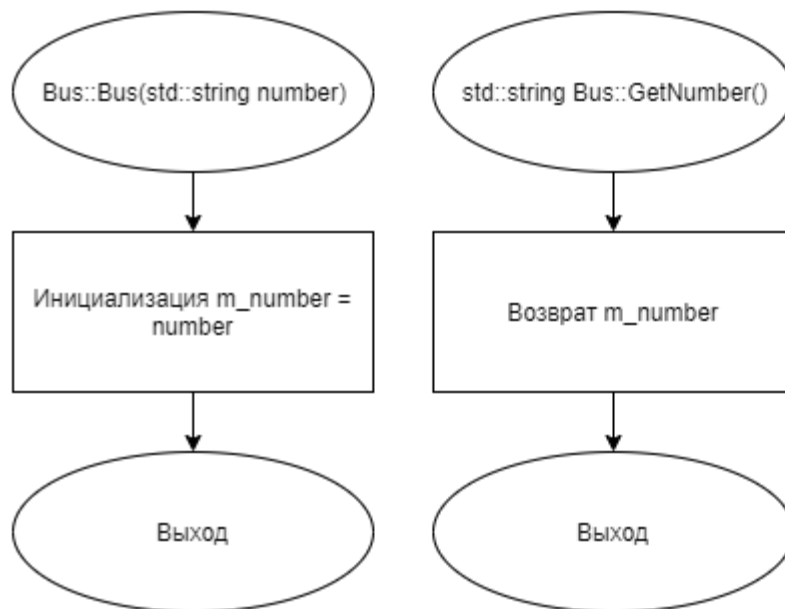 Bus::Bus(std::string number)
Инициализация m_number =
number
Выход
std::string Bus::GetNumber()
Возврат m_number
Выход